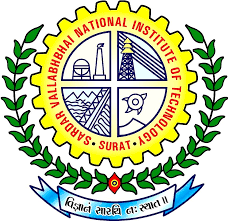 SARDAR VALLABHBHAI NATIONAL INSTITUTE OF TECHNOLOGY
• SURAT •
विज्ञानं सारथि नः स्यात् ॥